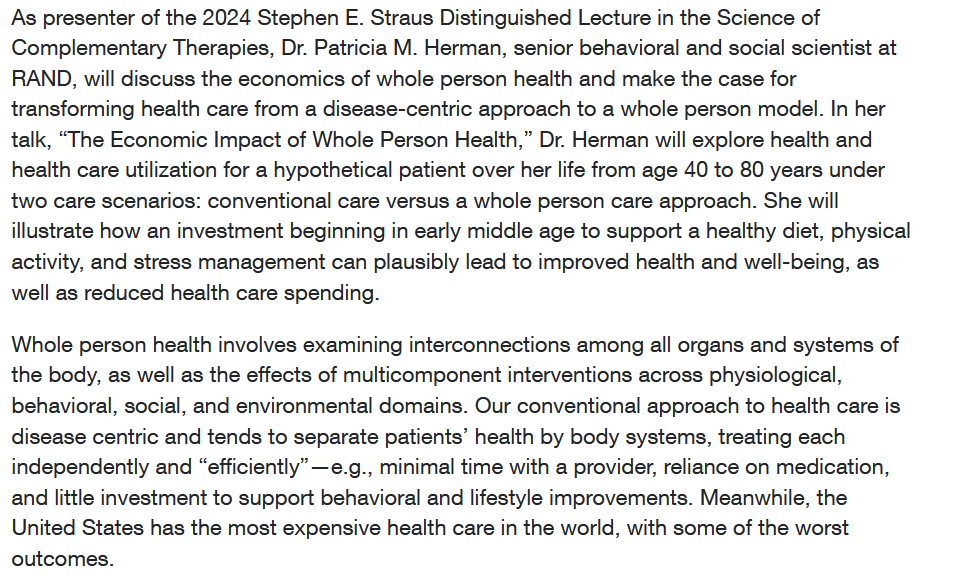 As presenter of the 2024 Stephen E. Straus Distinguished Lecture in the Science of
Complementary Therapies, Dr. Patricia M. Herman, senior behavioral and social scientist at
RAND, will discuss the economics of whole person health and make the case for
transforming health care from a disease-centric approach to a whole person model. In her
talk, “The Economic Impact of Whole Person Health,” Dr. Herman will explore health and
health care utilization for a hypothetical patient over her life from age 40 to 80 years under
two care scenarios: conventional care versus a whole person care approach. She will
illustrate how an investment beginning in early middle age to support a healthy diet, physical
activity, and stress management can plausibly lead to improved health and well-being, as
well as reduced health care spending.
Whole person health involves examining interconnections among all organs and systems of
the body, as well as the effects of multicomponent interventions across physiological,
behavioral, social, and environmental domains. Our conventional approach to health care is
disease centric and tends to separate patients’ health by body systems, treating each
independently and “efficiently”—e.g., minimal time with a provider, reliance on medication,
and little investment to support behavioral and lifestyle improvements. Meanwhile, the
United States has the most expensive health care in the world, with some of the worst
outcomes.